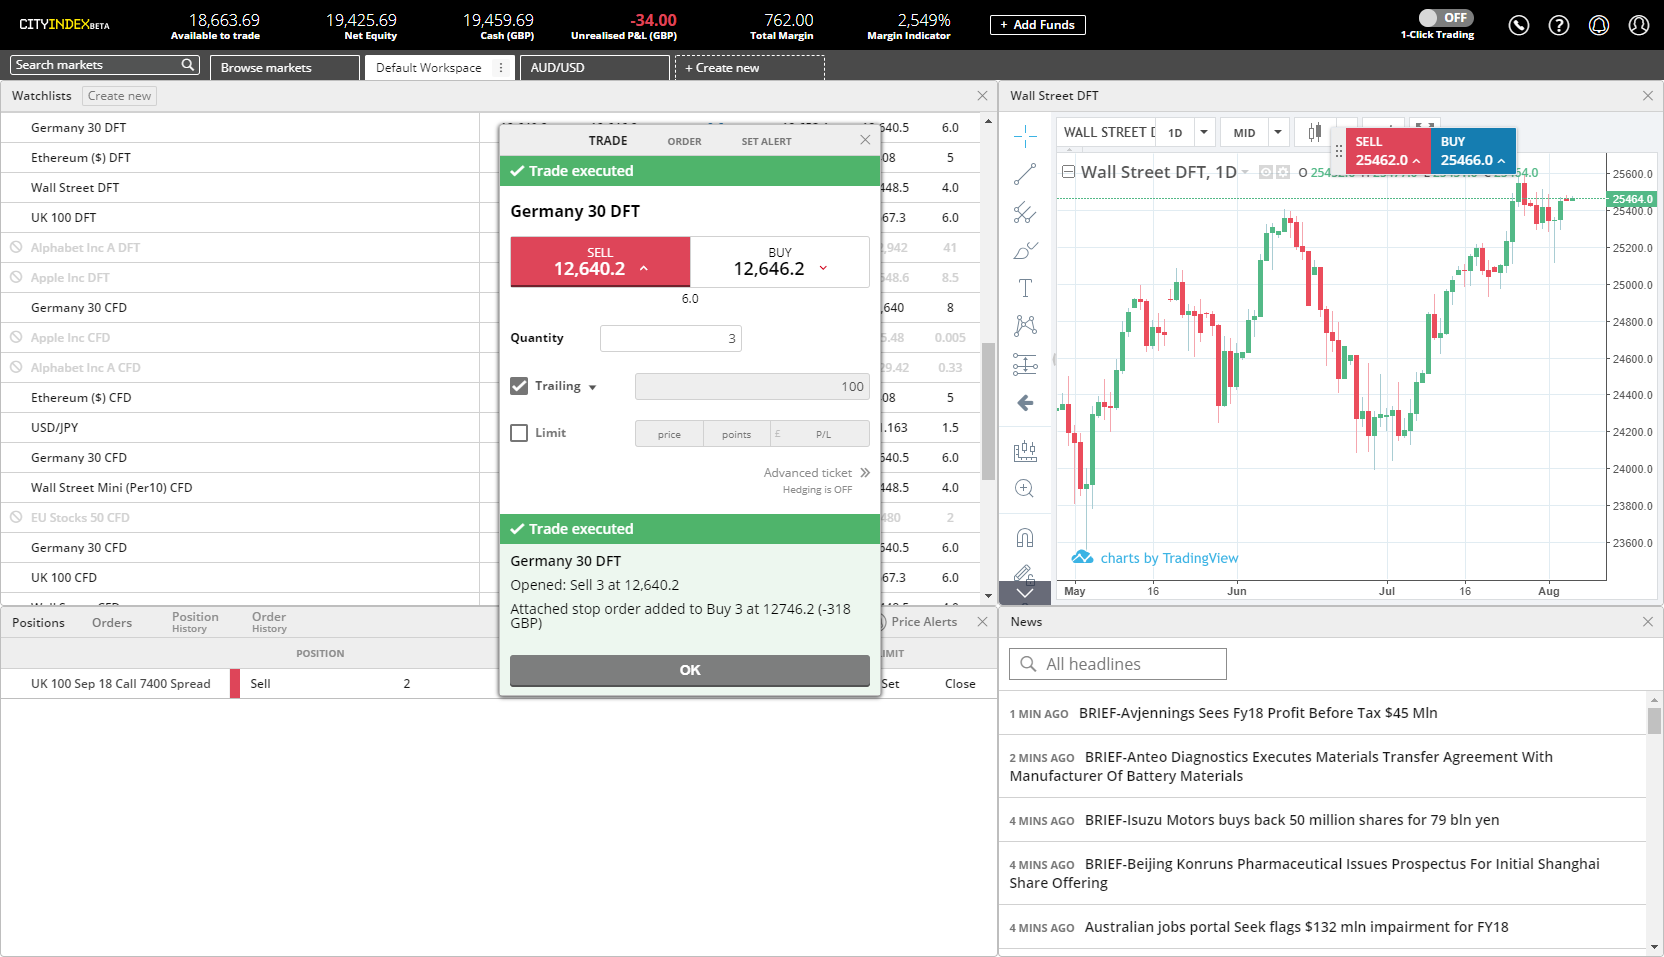 CITYINDEXBETA
18,663.69
Available to trade
19,425.69
Net Equity
19,459.69
Cash (GBP)
-34.00
Unrealised P&L (GBP)
762.00
Total Margin
2,549%
Margin Indicator
+ Add Funds
OFF
1-Click Trading
Search markets
Browse markets
Default Workspace
AUD/USD
+ Create new
Watchlists
Create new
Germany 30 DFT 640.5 6.0
Ethereum ($) DFT 08 5
Wall Street DFT 448.5 4.0
UK 100 DFT 67.3 6.0
Alphabet Inc A DFT 2,942 41
Apple Inc DFT 548.6 8.5
Germany 30 CFD ,640 8
Apple Inc CFD 5.48 0.005
Alphabet Inc A CFD 29.42 0.33
Ethereum ($) CFD 08 5
USD/JPY 1.163 1.5
Germany 30 CFD 640.5 6.0
Wall Street Mini (Per10) CFD 448.5 4.0
EU Stocks 50 CFD 480 2
Germany 30 CFD 640.5 6.0
UK 100 CFD 67.3 6.0
TRADE
ORDER
SET ALERT
Trade executed
Germany 30 DFT
SELL
12,640.2
BUY
12,646.2
6.0
Quantity
3
Trailing
100
Limit
price
points
£
P/L
Advanced ticket
Hedging is OFF
Trade executed
Germany 30 DFT
Opened: Sell 3 at 12,640.2
Attached stop order added to Buy 3 at 12746.2 (-318
GBP)
OK
Positions
Orders
Position
History
Order
History
Price Alerts
POSITION
UK 100 Sep 18 Call 7400 Spread
Sell
2
Set
Close
Wall Street DFT
WALL STREET D
1D
MID
SELL
25462.0
BUY
25466.0
Wall Street DFT, 1D
O
25600.0
25464.0
25400.0
25200.0
25000.0
24800.0
24600.0
24400.0
24200.0
24000.0
23800.0
23600.0
charts by TradingView
May
16
Jun
Jul
16
Aug
News
All headlines
1 MIN AGO BRIEF-Avjennings Sees Fy18 Profit Before Tax $45 Mln
2 MINS AGO BRIEF-Anteo Diagnostics Executes Materials Transfer Agreement With
Manufacturer Of Battery Materials
4 MINS AGO BRIEF-Isuzu Motors buys back 50 million shares for 79 bln yen
4 MINS AGO BRIEF-Beijing Konruns Pharmaceutical Issues Prospectus For Initial Shanghai
Share Offering
4 MINS AGO Australian jobs portal Seek flags $132 mln impairment for FY18